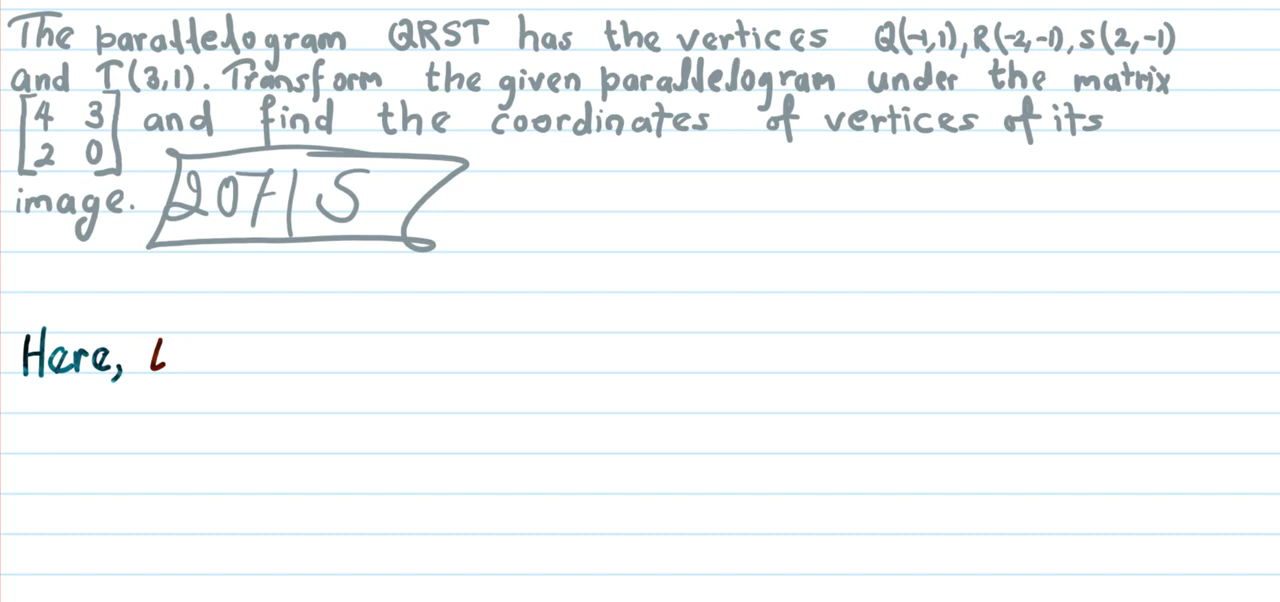 The parallelogram QRST has the vertices Q(-1,1), R(-2,-1), S(2,-1)
and T(3,1). Transform the given parallelogram under the matrix
[4 3
2 0] and find the coordinates of vertices of its
image. 2071 S
Here,